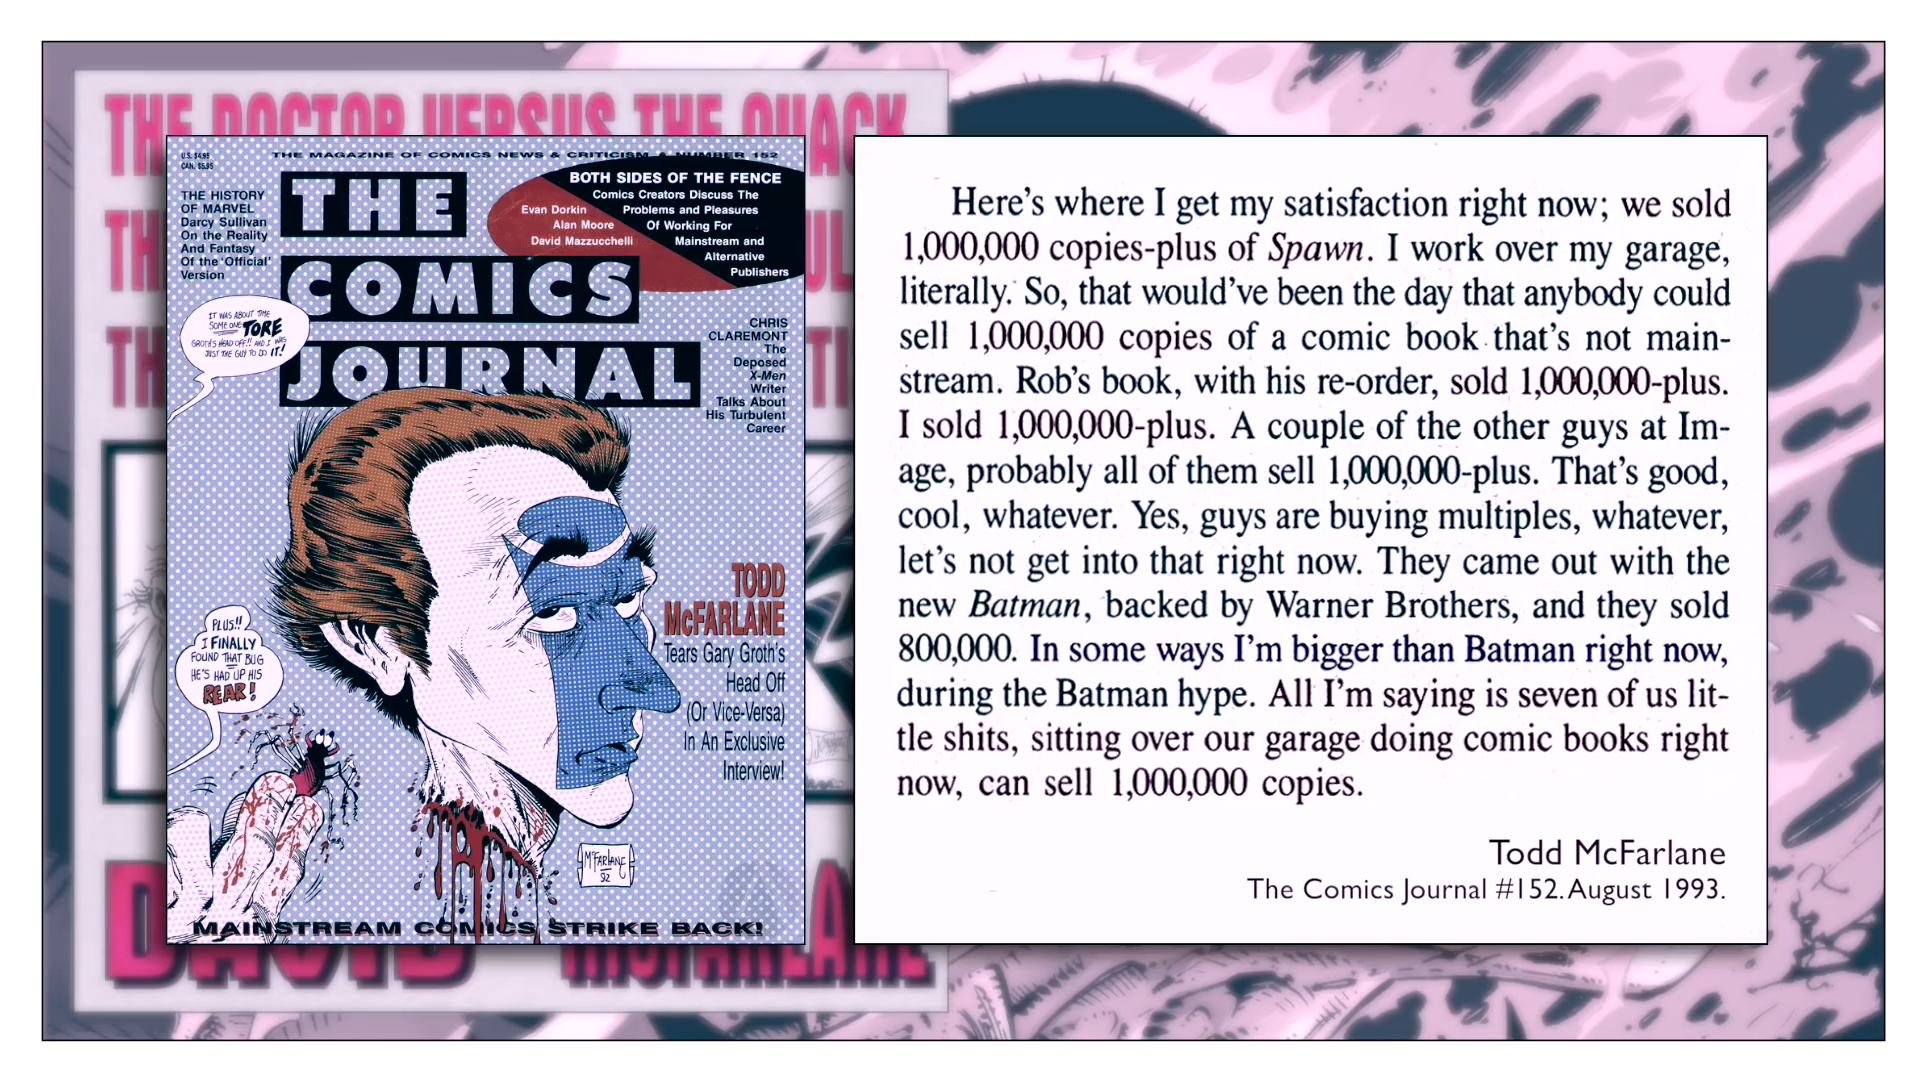 THE DOCTOR VERSUS THE QUACK
U.S. $4.95
CAN. $5.95
THE MAGAZINE OF COMICS NEWS & CRITICISM NUMBER 152
THE HISTORY
OF MARVEL
Darcy Sullivan
On the Reality
And Fantasy
Of the 'Official'
Version
THE
COMICS
JOURNAL
BOTH SIDES OF THE FENCE
Comics Creators Discuss The
Problems and Pleasures
Of Working For
Mainstream and
Alternative
Publishers
Evan Dorkin
Alan Moore
David Mazzucchelli
IT WAS ABOUT TIME
SOME ONE TORE
GROTH'S HEAD OFF!! AND I WAS
JUST THE GUY TO DO IT!
CHRIS
CLAREMONT
The
Deposed
X-Men
Writer
Talks About
His Turbulent
Career
TODD
McFARLANE
Tears Gary Groth's
Head Off
(Or Vice-Versa)
In An Exclusive
Interview!
PLUS!!
I FINALLY
FOUND THAT BUG
HE'S HAD UP HIS
REAR!
McFARLANE
92
MAINSTREAM COMICS STRIKE BACK!
DAVID McFARLANE
Here's where I get my satisfaction right now; we sold
1,000,000 copies-plus of Spawn. I work over my garage,
literally. So, that would've been the day that anybody could
sell 1,000,000 copies of a comic book that's not main-
stream. Rob's book, with his re-order, sold 1,000,000-plus.
I sold 1,000,000-plus. A couple of the other guys at Im-
age, probably all of them sell 1,000,000-plus. That's good,
cool, whatever. Yes, guys are buying multiples, whatever,
let's not get into that right now. They came out with the
new Batman, backed by Warner Brothers, and they sold
800,000. In some ways I'm bigger than Batman right now,
during the Batman hype. All I'm saying is seven of us lit-
tle shits, sitting over our garage doing comic books right
now, can sell 1,000,000 copies.
Todd McFarlane
The Comics Journal #152. August 1993.